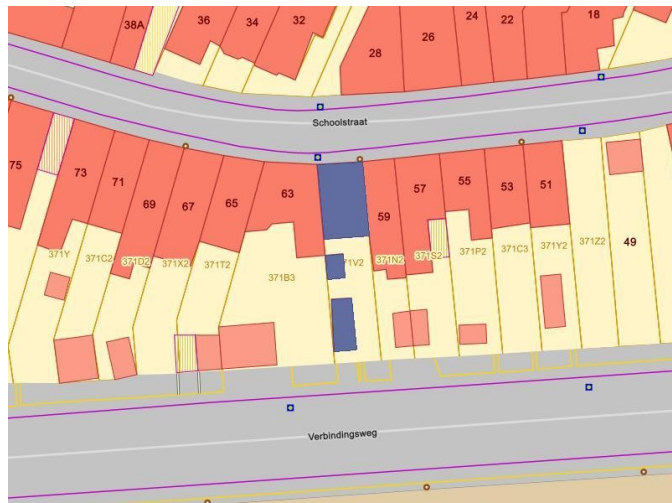 38A
36
34
32
28
26
24
22
18
Schoolstraat
75
73
71
69
67
65
63
59
57
55
53
51
49
371Y
371C2
371D2
371X2
371T2
371B3
71V2
371N2
371S2
371P2
371C3
371Y2
371Z2
Verbindingsweg